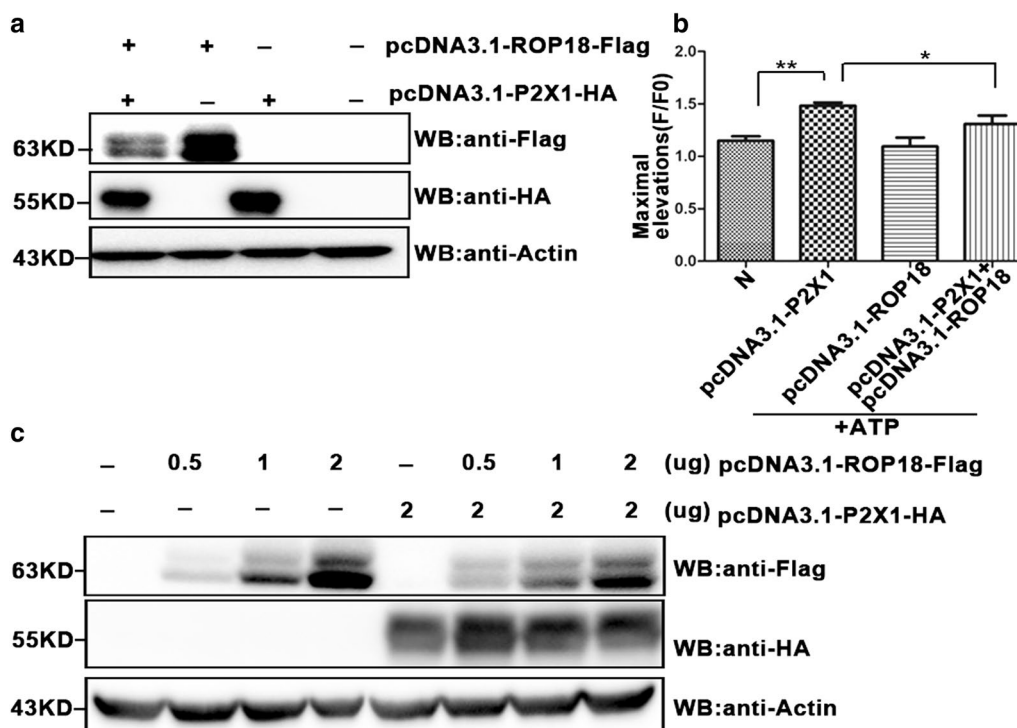 a
+ + – – pcDNA3.1-ROP18-Flag
+ – + – pcDNA3.1-P2X1-HA
63KD WB:anti-Flag
55KD WB:anti-HA
43KD WB:anti-Actin
b
Maximal
elevations(F/F0)
2.0
1.5
1.0
0.5
0.0
**
*
N
pcDNA3.1-P2X1
pcDNA3.1-ROP18
pcDNA3.1-P2X1+
pcDNA3.1-ROP18
+ATP
c
– 0.5 1 2 – 0.5 1 2 (ug) pcDNA3.1-ROP18-Flag
– – – – 2 2 2 2 (ug) pcDNA3.1-P2X1-HA
63KD WB:anti-Flag
55KD WB:anti-HA
43KD WB:anti-Actin